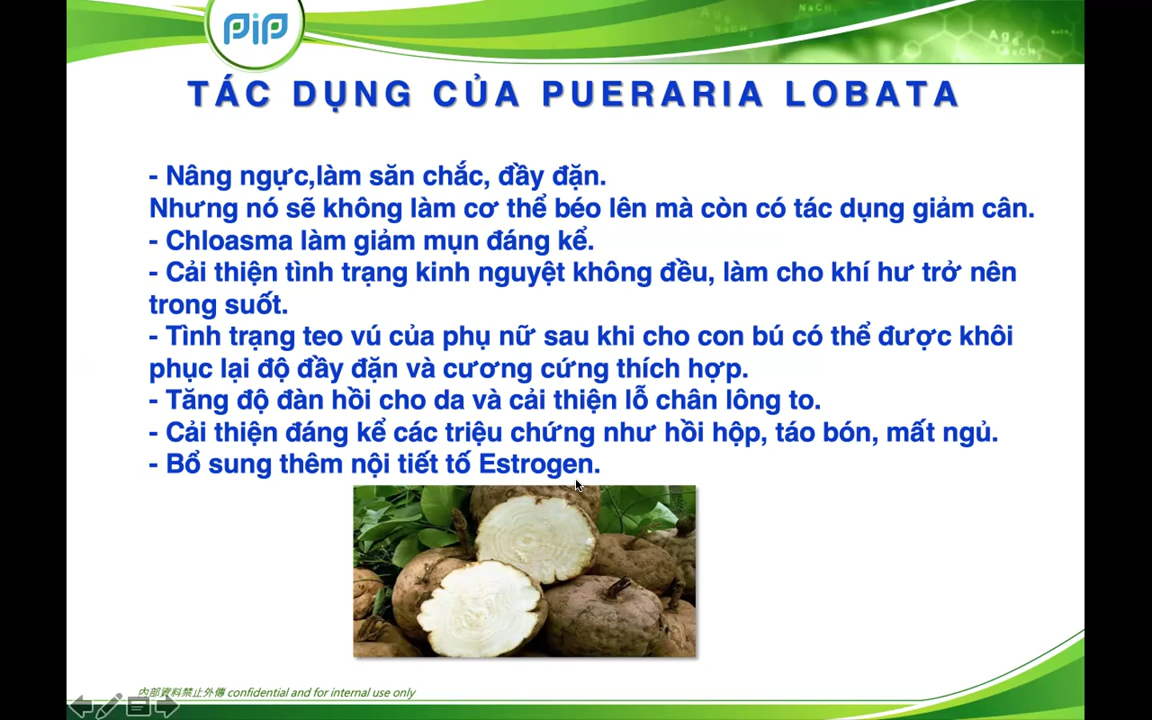 PiP
TÁC DỤNG CỦA PUERARIA LOBATA
- Nâng ngực,làm săn chắc, đầy đặn.
Nhưng nó sẽ không làm cơ thể béo lên mà còn có tác dụng giảm cân.
- Chloasma làm giảm mụn đáng kể.
- Cải thiện tình trạng kinh nguyệt không đều, làm cho khí hư trở nên
trong suốt.
- Tình trạng teo vú của phụ nữ sau khi cho con bú có thể được khôi
phục lại độ đầy đặn và cương cứng thích hợp.
- Tăng độ đàn hồi cho da và cải thiện lỗ chân lông to.
- Cải thiện đáng kể các triệu chứng như hồi hộp, táo bón, mất ngủ.
- Bổ sung thêm nội tiết tố Estrogen.
內部資料禁止外傳 confidential and for internal use only